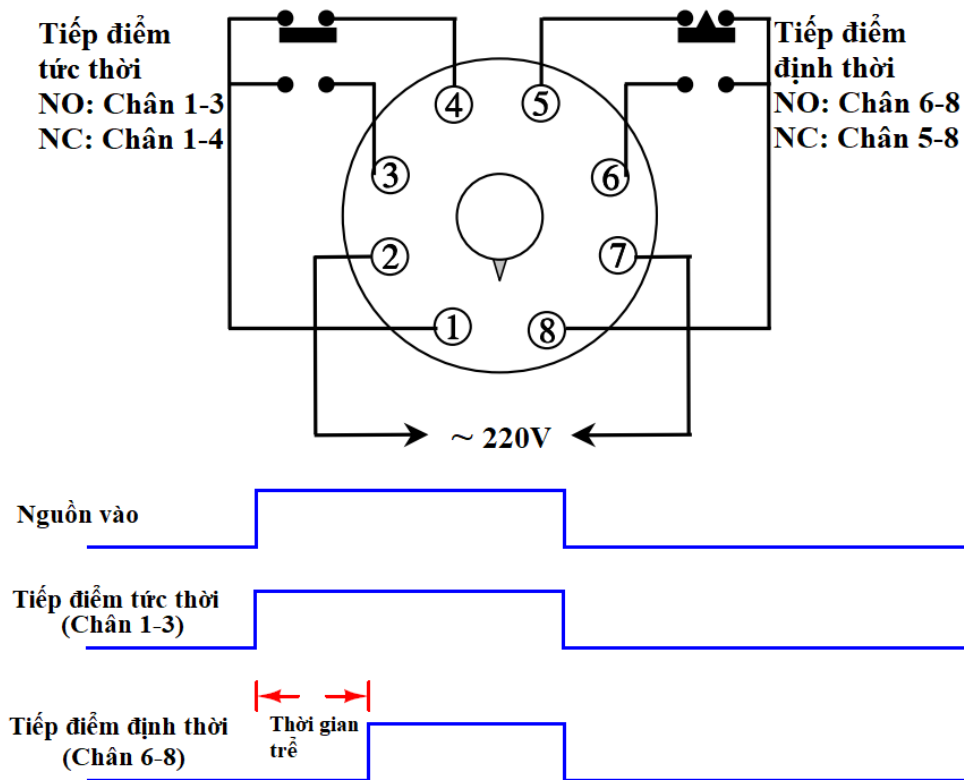 Tiếp điểm
tức thời
NO: Chân 1-3
NC: Chân 1-4
Tiếp điểm
định thời
NO: Chân 6-8
NC: Chân 5-8
4
5
3
6
2
7
1
8
~ 220V
Nguồn vào
Tiếp điểm tức thời
(Chân 1-3)
Tiếp điểm định thời
(Chân 6-8)
Thời gian
trể